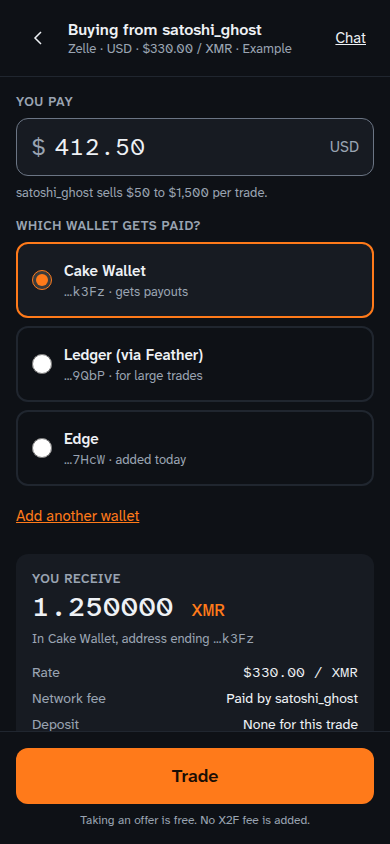 Buying from satoshi_ghost
Zelle · USD · $330.00 / XMR · Example
Chat
YOU PAY
$ 412.50 USD
satoshi_ghost sells $50 to $1,500 per trade.
WHICH WALLET GETS PAID?
Cake Wallet
…k3Fz · gets payouts
Ledger (via Feather)
…9QbP · for large trades
Edge
…7HcW · added today
Add another wallet
YOU RECEIVE
1.250000 XMR
In Cake Wallet, address ending …k3Fz
Rate $330.00 / XMR
Network fee Paid by satoshi_ghost
Deposit None for this trade
Trade
Taking an offer is free. No X2F fee is added.